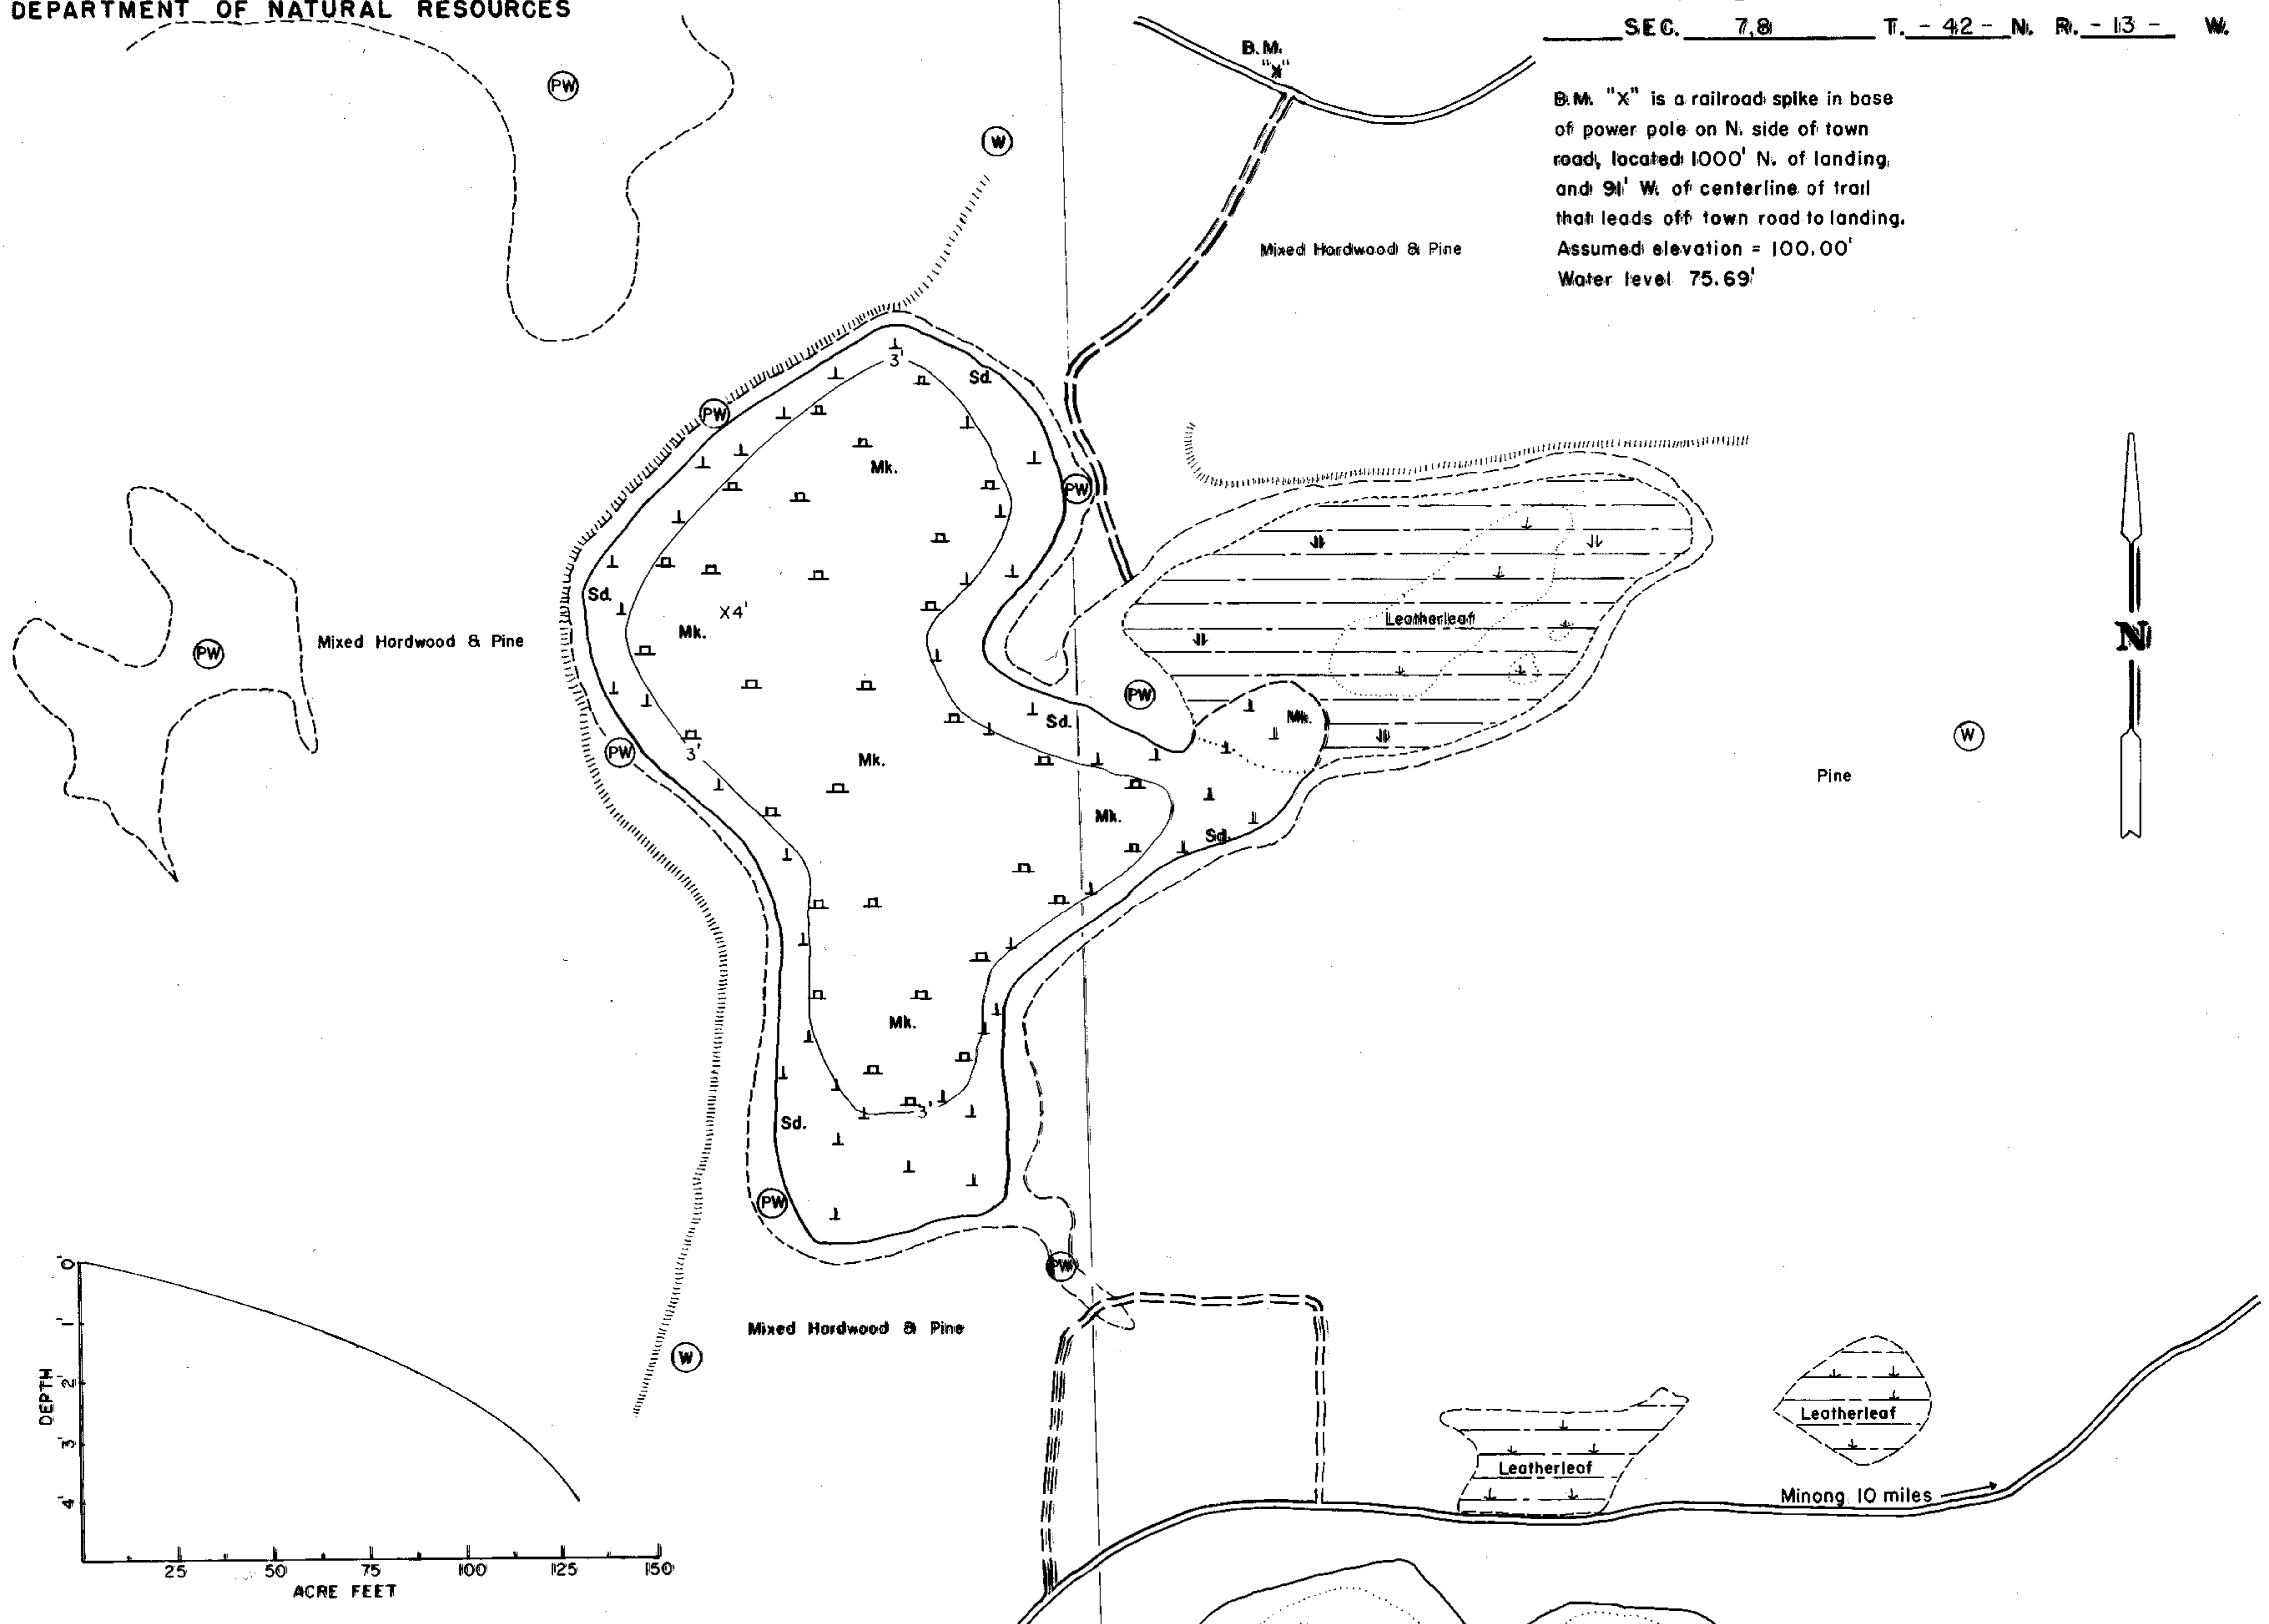 DEPARTMENT OF NATURAL RESOURCES
SEC. 7,8 T. - 42 - N. R. - 13 - W.
B.M.
"X"
B.M. "X" is a railroad spike in base
of power pole on N. side of town
road, located 1000' N. of landing
and 91' W. of centerline of trail
that leads off town road to landing.
Assumed elevation = 100.00'
Water level 75.69'
PW
W
Mixed Hardwood & Pine
3'
Sd.
PW
Mk.
PW
Sd.
X4'
Mk.
Leatherleaf
N
Mixed Hardwood & Pine
PW
PW
Sd.
Mk.
W
3'
PW
Mk.
Pine
Mk.
Sd.
Mk.
3'
Sd.
PW
PW
Mixed Hardwood & Pine
W
Leatherleaf
Leatherleaf
Minong 10 miles
DEPTH
0'
1'
2'
3'
4'
25 50 75 100 125 150
ACRE FEET